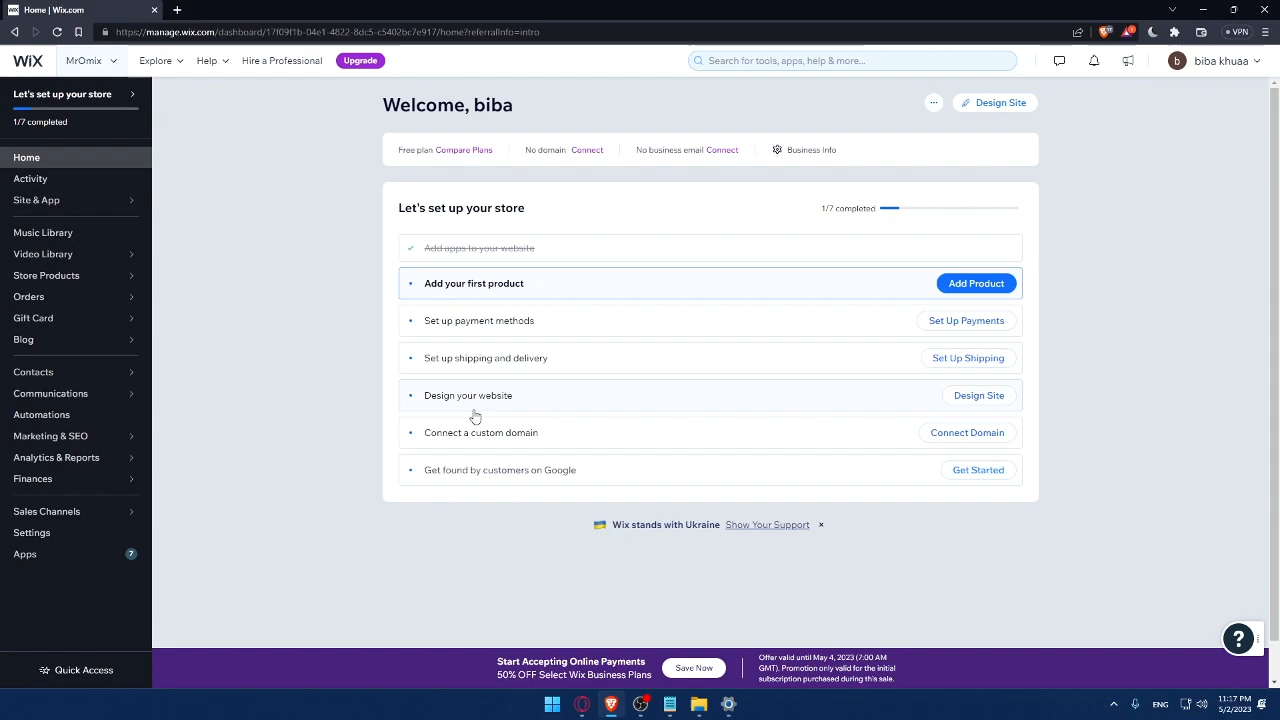 Home | Wix.com
https://manage.wix.com/dashboard/17f09f1b-04e1-4822-8dc5-c5402bc7e917/home?referralInfo=intro
VPN
WiX
MrOmix
Explore
Help
Hire a Professional
Upgrade
Search for tools, apps, help & more...
b
biba khuaa
Let's set up your store
1/7 completed
Home
Activity
Site & App
Music Library
Video Library
Store Products
Orders
Gift Card
Blog
Contacts
Communications
Automations
Marketing & SEO
Analytics & Reports
Finances
Sales Channels
Settings
Apps
7
Quick Access
Welcome, biba
Design Site
Free plan Compare Plans
No domain Connect
No business email Connect
Business Info
Let's set up your store
1/7 completed
Add apps to your website
Add your first product
Add Product
Set up payment methods
Set Up Payments
Set up shipping and delivery
Set Up Shipping
Design your website
Design Site
Connect a custom domain
Connect Domain
Get found by customers on Google
Get Started
Wix stands with Ukraine Show Your Support
?
Start Accepting Online Payments
50% OFF Select Wix Business Plans
Save Now
Offer valid until May 4, 2023 (7:00 AM
GMT). Promotion only valid for the initial
subscription purchased during this sale.
ENG
11:17 PM
5/2/2023